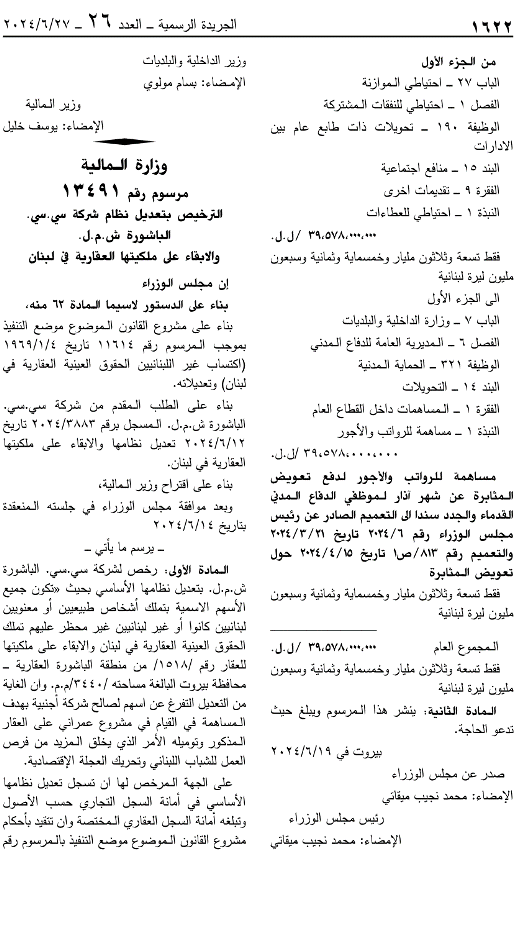 ١٦٢٢
الجريدة الرسمية ــ العدد ٢٦ ــ ٢٠٢٤/٦/٢٧
من الجزء الأول
الباب ٢٧ ــ احتياطي الموازنة
الفصل ١ ــ احتياطي للنفقات المشتركة
الوظيفة ١٩٠ ــ تحويلات ذات طابع عام بين
الادارات
البند ١٥ ــ منافع اجتماعية
الفقرة ٩ ــ تقديمات اخرى
النبذة ١ ــ احتياطي للعطاءات
٣٩،٥٧٨،٠٠٠،٠٠٠ /ل.ل.
فقط تسعة وثلاثون مليار وخمسماية وثمانية وسبعون
مليون ليرة لبنانية
الى الجزء الأول
الباب ٧ ــ وزارة الداخلية والبلديات
الفصل ٦ ــ المديرية العامة للدفاع المدني
الوظيفة ٣٢١ ــ الحماية المدنية
البند ١٤ ــ التحويلات
الفقرة ١ ــ المساهمات داخل القطاع العام
النبذة ١ ــ مساهمة للرواتب والأجور
٣٩،٥٧٨،٠٠٠،٠٠٠ /ل.ل.
مساهمة للرواتب والأجور لدفع تعويض
المثابرة عن شهر آذار لموظفي الدفاع المدني
القدماء والجدد سندا الى التعميم الصادر عن رئيس
مجلس الوزراء رقم ٢٠٢٤/٦ تاريخ ٢٠٢٤/٣/٢١
والتعميم رقم ٨١٣/ص١ تاريخ ٢٠٢٤/٤/١٥ حول
تعويض المثابرة
فقط تسعة وثلاثون مليار وخمسماية وثمانية وسبعون
مليون ليرة لبنانية
المجموع العام ٣٩،٥٧٨،٠٠٠،٠٠٠ /ل.ل.
فقط تسعة وثلاثون مليار وخمسماية وثمانية وسبعون
مليون ليرة لبنانية
المادة الثانية: ينشر هذا المرسوم ويبلغ حيث
تدعو الحاجة.
بيروت في ٢٠٢٤/٦/١٩
صدر عن مجلس الوزراء
الإمضاء: محمد نجيب ميقاتي
رئيس مجلس الوزراء
الإمضاء: محمد نجيب ميقاتي
وزير الداخلية والبلديات
الإمضاء: بسام مولوي
وزير المالية
الإمضاء: يوسف خليل
وزارة المالية
مرسوم رقم ١٣٤٩١
الترخيص بتعديل نظام شركة سي.سي.
الباشورة ش.م.ل.
والابقاء على ملكيتها العقارية في لبنان
إن مجلس الوزراء
بناء على الدستور لاسيما المادة ٦٢ منه،
بناء على مشروع القانون الموضوع موضع التنفيذ
بموجب المرسوم رقم ١١٦١٤ تاريخ ١٩٦٩/١/٤
(اكتساب غير اللبنانيين الحقوق العينية العقارية في
لبنان) وتعديلاته.
بناء على الطلب المقدم من شركة سي.سي.
الباشورة ش.م.ل. المسجل برقم ٢٠٢٤/٣٨٨٣ تاريخ
٢٠٢٤/٦/١٢ تعديل نظامها والابقاء على ملكيتها
العقارية في لبنان.
بناء على اقتراح وزير المالية،
وبعد موافقة مجلس الوزراء في جلسته المنعقدة
بتاريخ ٢٠٢٤/٦/١٤
ــ يرسم ما يأتي ــ
المادة الأولى: رخص لشركة سي.سي. الباشورة
ش.م.ل. بتعديل نظامها الأساسي بحيث «تكون جميع
الأسهم الاسمية بتملك أشخاص طبيعيين أو معنويين
لبنانيين كانوا أو غير لبنانيين غير محظر عليهم تملك
الحقوق العينية العقارية في لبنان والابقاء على ملكيتها
للعقار رقم /١٥١٨/ من منطقة الباشورة العقارية ــ
محافظة بيروت البالغة مساحته /٣٤٤٠/م.م. وان الغاية
من التعديل التفرغ عن اسهم لصالح شركة أجنبية بهدف
المساهمة في القيام في مشروع عمراني على العقار
المذكور وتوميله الأمر الذي يخلق المزيد من فرص
العمل للشباب اللبناني وتحريك العجلة الإقتصادية.
على الجهة المرخص لها ان تسجل تعديل نظامها
الأساسي في أمانة السجل التجاري حسب الأصول
وتبلغه أمانة السجل العقاري المختصة وان تتقيد بأحكام
مشروع القانون الموضوع موضع التنفيذ بالمرسوم رقم